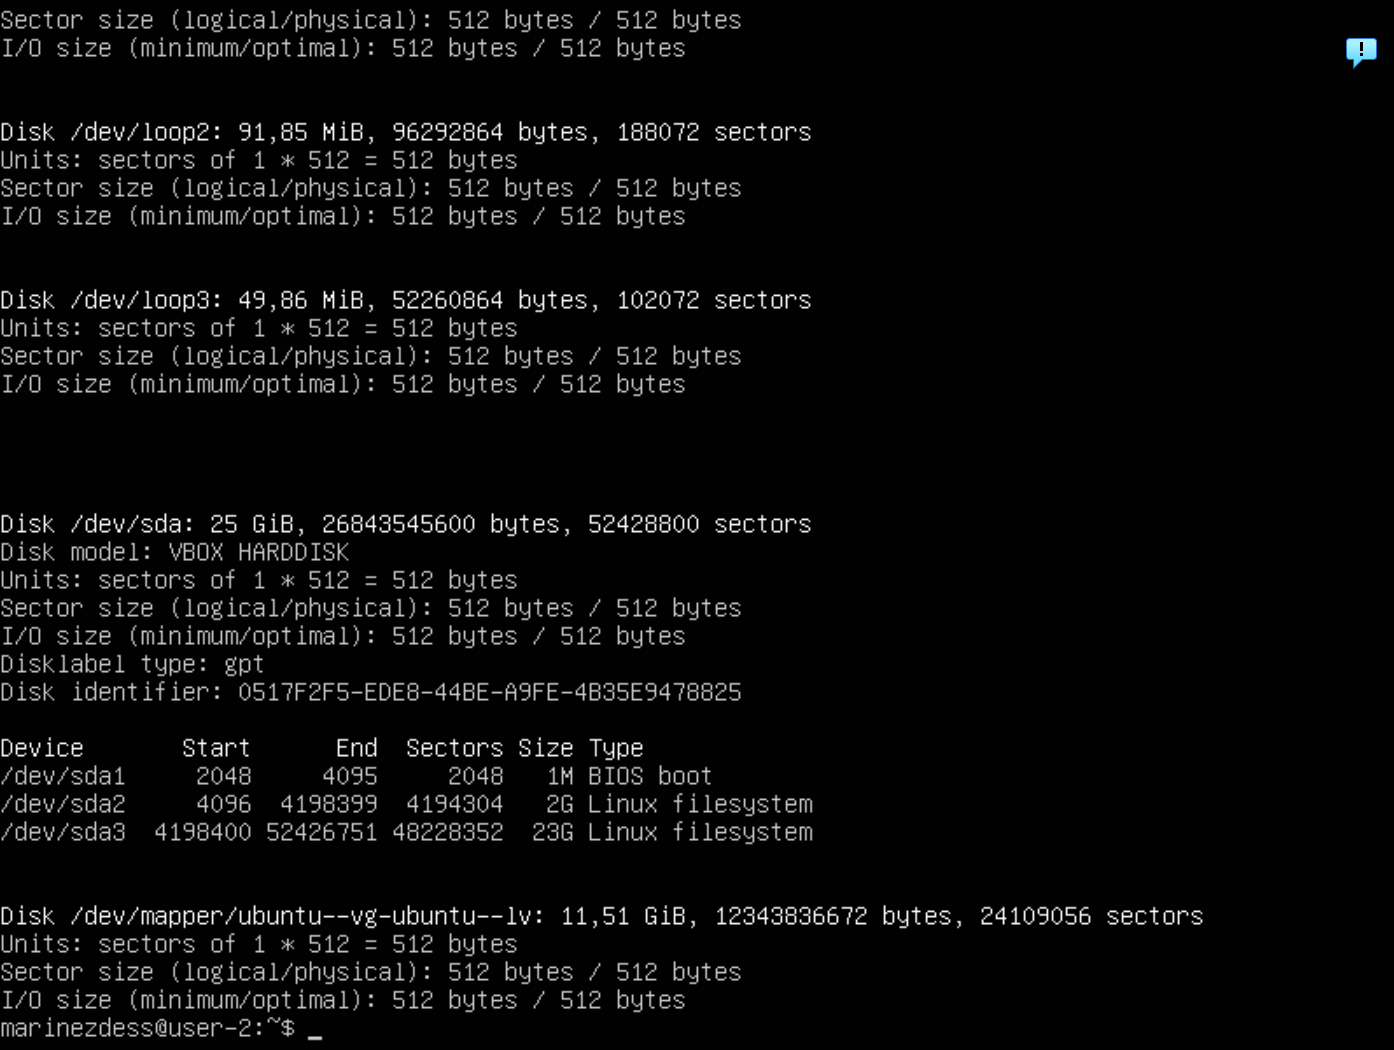 Sector size (logical/physical): 512 bytes / 512 bytes
I/O size (minimum/optimal): 512 bytes / 512 bytes
Disk /dev/loop2: 91,85 MiB, 96292864 bytes, 188072 sectors
Units: sectors of 1 * 512 = 512 bytes
Sector size (logical/physical): 512 bytes / 512 bytes
I/O size (minimum/optimal): 512 bytes / 512 bytes
Disk /dev/loop3: 49,86 MiB, 52260864 bytes, 102072 sectors
Units: sectors of 1 * 512 = 512 bytes
Sector size (logical/physical): 512 bytes / 512 bytes
I/O size (minimum/optimal): 512 bytes / 512 bytes
Disk /dev/sda: 25 GiB, 26843545600 bytes, 52428800 sectors
Disk model: VBOX HARDDISK
Units: sectors of 1 * 512 = 512 bytes
Sector size (logical/physical): 512 bytes / 512 bytes
I/O size (minimum/optimal): 512 bytes / 512 bytes
Disklabel type: gpt
Disk identifier: 0517F2F5-EDE8-44BE-A9FE-4B35E9478825
Device       Start      End  Sectors Size Type
/dev/sda1     2048     4095     2048   1M BIOS boot
/dev/sda2     4096  4198399  4194304   2G Linux filesystem
/dev/sda3  4198400 52426751 48228352  23G Linux filesystem
Disk /dev/mapper/ubuntu--vg-ubuntu--lv: 11,51 GiB, 12343836672 bytes, 24109056 sectors
Units: sectors of 1 * 512 = 512 bytes
Sector size (logical/physical): 512 bytes / 512 bytes
I/O size (minimum/optimal): 512 bytes / 512 bytes
marinezdess@user-2:~$ _